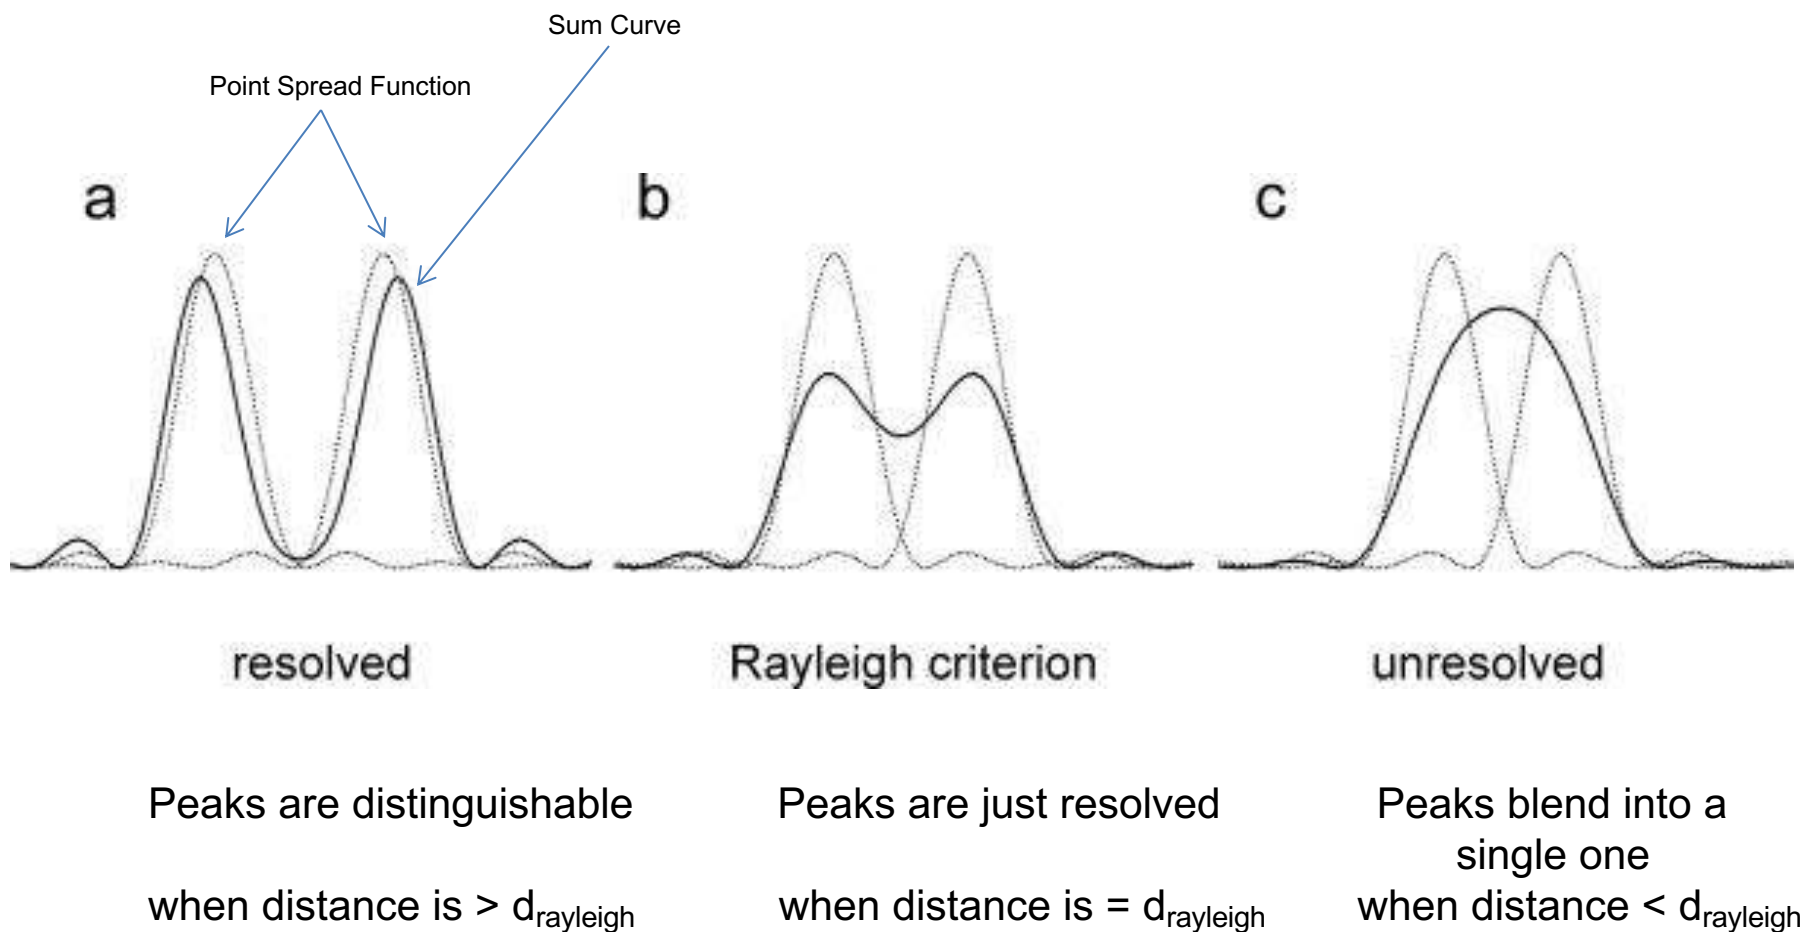 Sum Curve
Point Spread Function
a
b
c
resolved
Rayleigh criterion
unresolved
Peaks are distinguishable
when distance is > drayleigh
Peaks are just resolved
when distance is = drayleigh
Peaks blend into a
single one
when distance < drayleigh